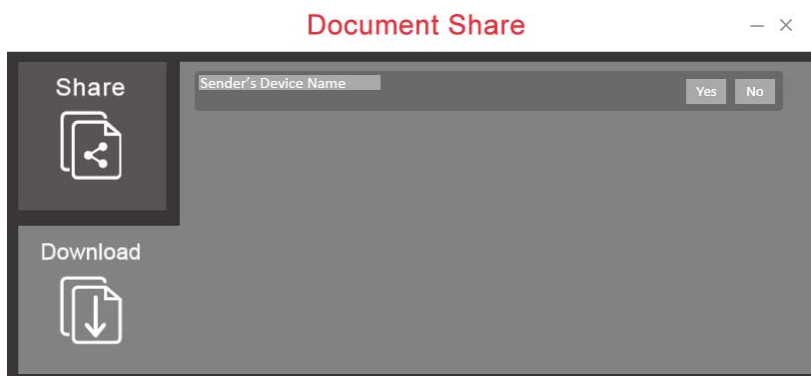 Document Share
Share
Sender's Device Name
Yes No
Download